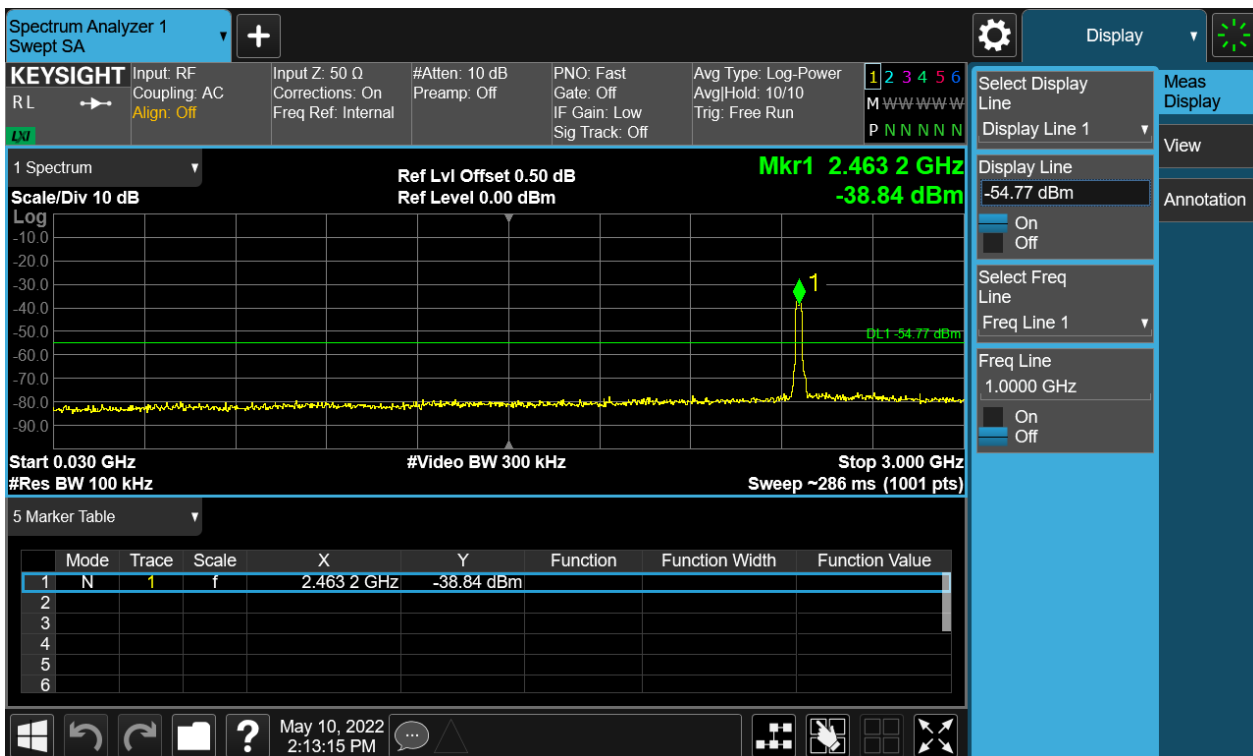 Spectrum Analyzer 1
Swept SA
Display
KEYSIGHT
R L
LXI
Input: RF
Coupling: AC
Align: Off
Input Z: 50 Ω
Corrections: On
Freq Ref: Internal
#Atten: 10 dB
Preamp: Off
PNO: Fast
Gate: Off
IF Gain: Low
Sig Track: Off
Avg Type: Log-Power
Avg|Hold: 10/10
Trig: Free Run
1 2 3 4 5 6
M W W W W W
P N N N N N
1 Spectrum
Scale/Div 10 dB
Ref Lvl Offset 0.50 dB
Ref Level 0.00 dBm
Mkr1 2.463 2 GHz
-38.84 dBm
Log
-10.0
-20.0
-30.0
-40.0
-50.0
-60.0
-70.0
-80.0
-90.0
1
DL1 -54.77 dBm
Start 0.030 GHz
#Video BW 300 kHz
Stop 3.000 GHz
#Res BW 100 kHz
Sweep ~286 ms (1001 pts)
5 Marker Table
Mode Trace Scale X Y Function Function Width Function Value
1 N 1 f 2.463 2 GHz -38.84 dBm
2
3
4
5
6
Select Display
Line
Display Line 1
Display Line
-54.77 dBm
On
Off
Select Freq
Line
Freq Line 1
Freq Line
1.0000 GHz
On
Off
Meas
Display
View
Annotation
?
May 10, 2022
2:13:15 PM